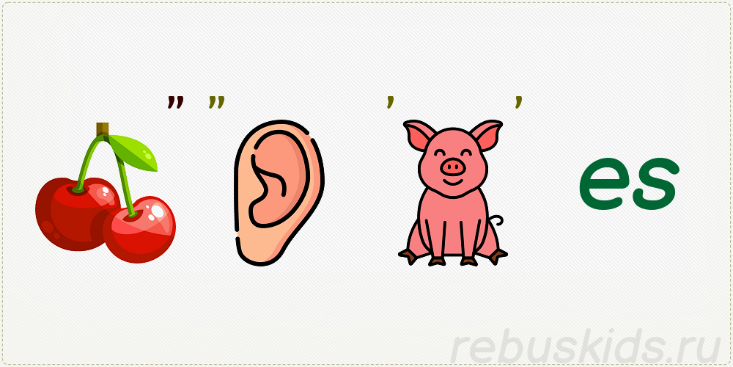 ” ” ’ ’ es
rebuskids.ru